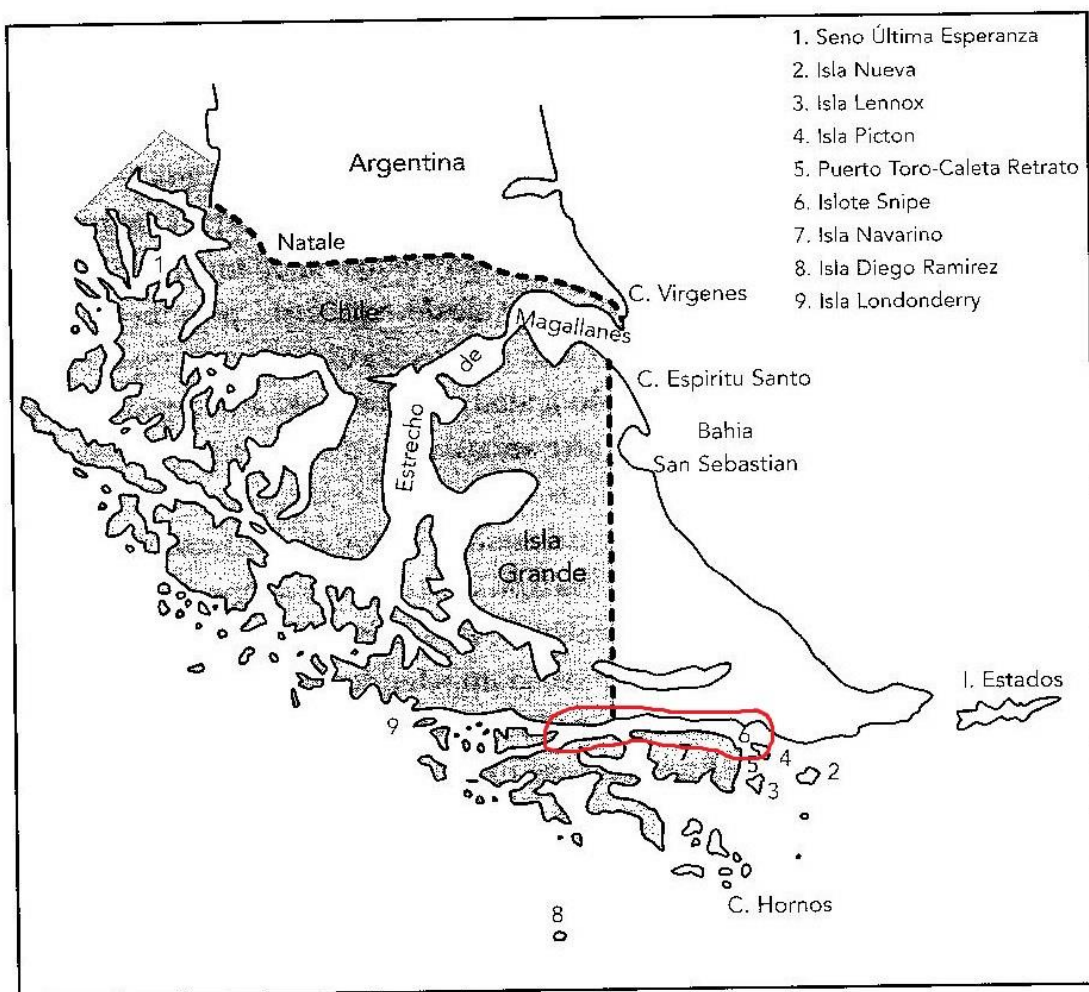 1. Seno Última Esperanza
2. Isla Nueva
3. Isla Lennox
4. Isla Picton
5. Puerto Toro-Caleta Retrato
6. Islote Snipe
7. Isla Navarino
8. Isla Diego Ramirez
9. Isla Londonderry
Argentina
Natale
1
Chile
C. Virgenes
Magallanes
de
Estrecho
C. Espiritu Santo
Bahia
San Sebastian
Isla
Grande
I. Estados
9
6
7
5
4
2
3
C. Hornos
8